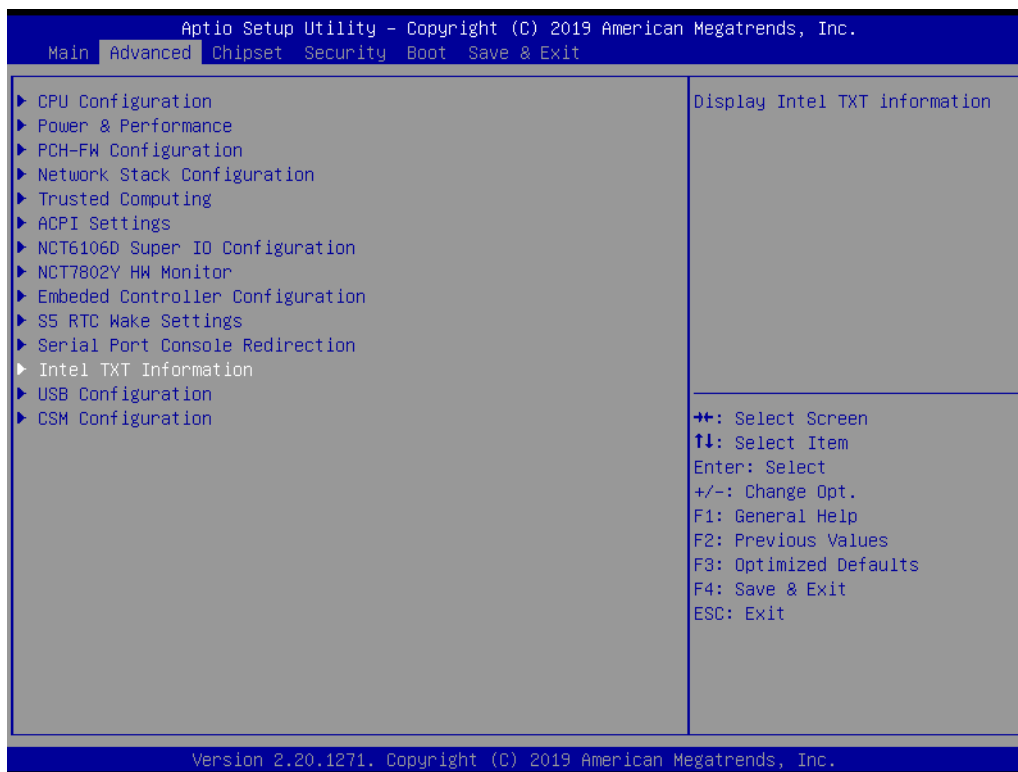 Aptio Setup Utility – Copyright (C) 2019 American Megatrends, Inc.
Main Advanced Chipset Security Boot Save & Exit
▶ CPU Configuration
▶ Power & Performance
▶ PCH-FW Configuration
▶ Network Stack Configuration
▶ Trusted Computing
▶ ACPI Settings
▶ NCT6106D Super IO Configuration
▶ NCT7802Y HW Monitor
▶ Embeded Controller Configuration
▶ S5 RTC Wake Settings
▶ Serial Port Console Redirection
▶ Intel TXT Information
▶ USB Configuration
▶ CSM Configuration
Display Intel TXT information
→←: Select Screen
↑↓: Select Item
Enter: Select
+/-: Change Opt.
F1: General Help
F2: Previous Values
F3: Optimized Defaults
F4: Save & Exit
ESC: Exit
Version 2.20.1271. Copyright (C) 2019 American Megatrends, Inc.